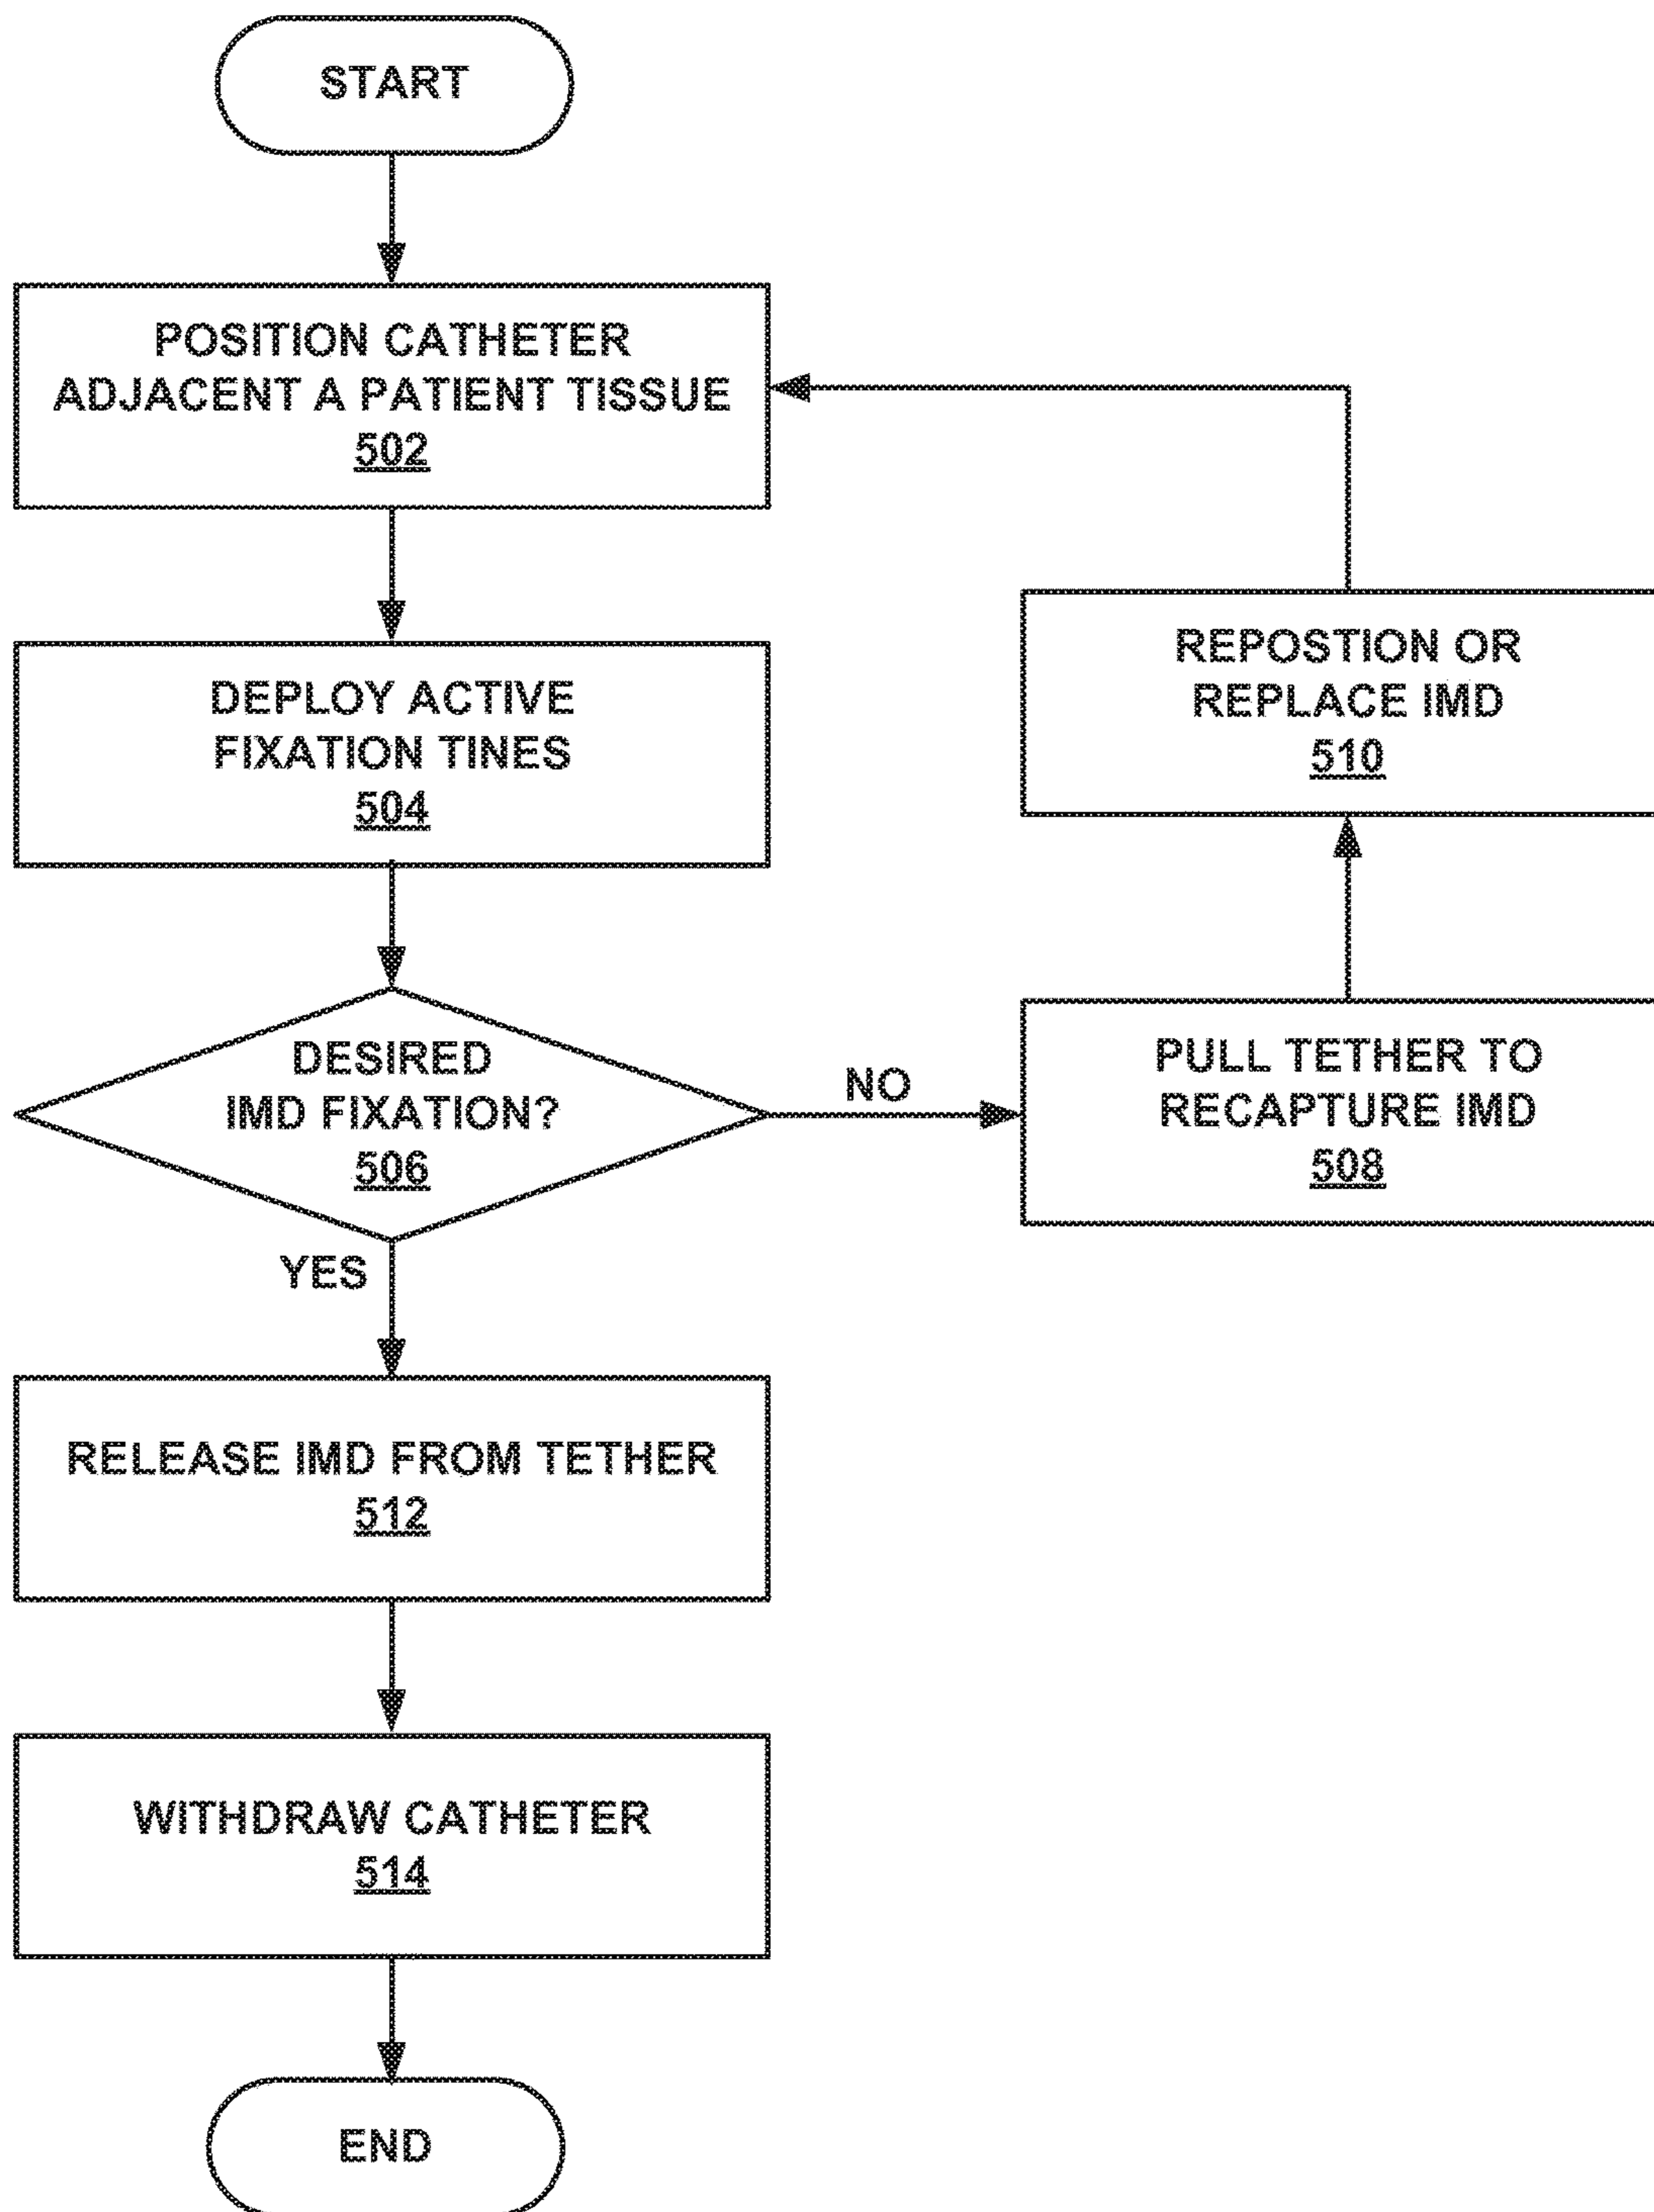 START
POSITION CATHETER
ADJACENT A PATIENT TISSUE
502
DEPLOY ACTIVE
FIXATION TINES
504
DESIRED
IMD FIXATION?
506
NO
PULL TETHER TO
RECAPTURE IMD
508
REPOSTION OR
REPLACE IMD
510
YES
RELEASE IMD FROM TETHER
512
WITHDRAW CATHETER
514
END